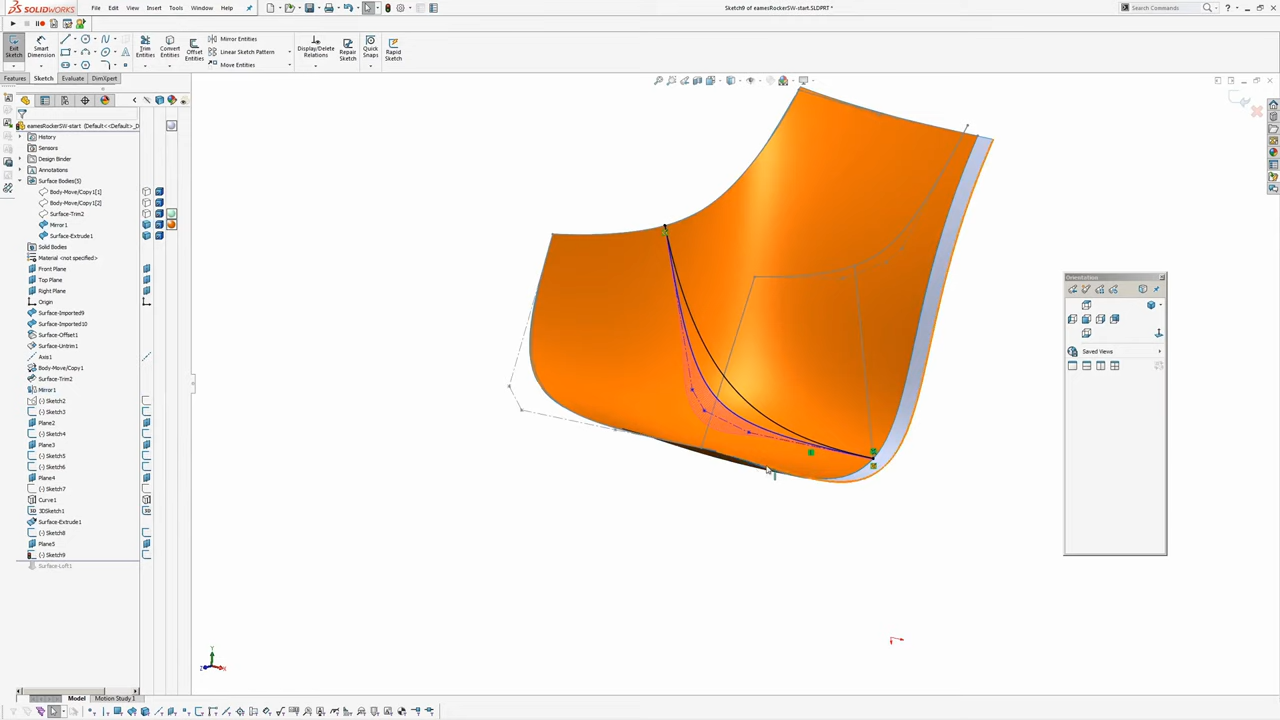 SOLIDWORKS
File Edit View Insert Tools Window Help
Sketch9 of eamesRockerSW-start.SLDPRT *
Search Commands
Exit Sketch
Smart Dimension
Trim Entities
Convert Entities
Offset Entities
Mirror Entities
Linear Sketch Pattern
Move Entities
Display/Delete Relations
Repair Sketch
Quick Snaps
Rapid Sketch
Features Sketch Evaluate DimXpert
eamesRockerSW-start (Default<<Default>_D
History
Sensors
Design Binder
Annotations
Surface Bodies(5)
Body-Move/Copy1[1]
Body-Move/Copy1[2]
Surface-Trim2
Mirror1
Surface-Extrude1
Solid Bodies
Material <not specified>
Front Plane
Top Plane
Right Plane
Origin
Surface-Imported9
Surface-Imported10
Surface-Offset1
Surface-Untrim1
Axis1
Body-Move/Copy1
Surface-Trim2
Mirror1
(-) Sketch2
(-) Sketch3
Plane2
(-) Sketch4
Plane3
(-) Sketch5
(-) Sketch6
Plane4
(-) Sketch7
Curve1
3DSketch1
Surface-Extrude1
(-) Sketch8
Plane5
(-) Sketch9
Surface-Loft1
Orientation
Saved Views
Y
Z
X
Model Motion Study 1